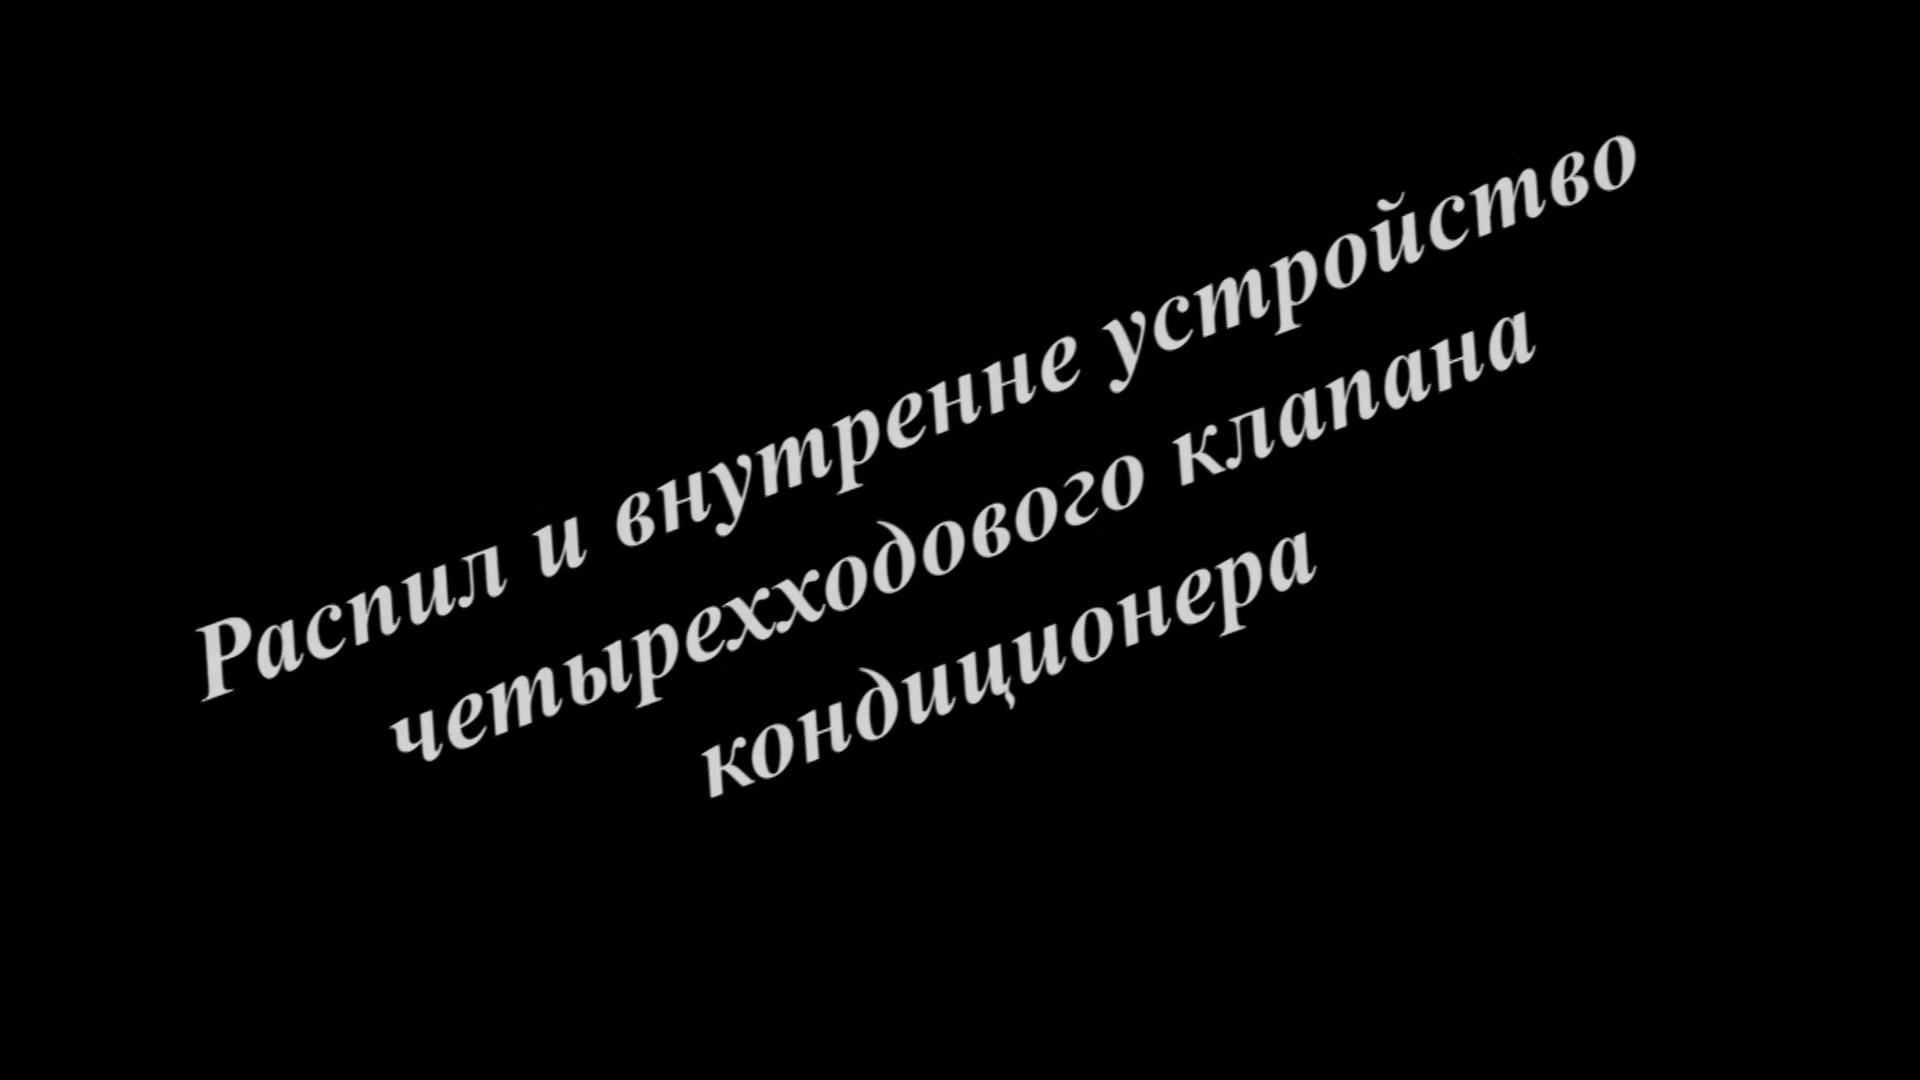 Распил и внутренне устройство
четырехходового клапана
кондиционера